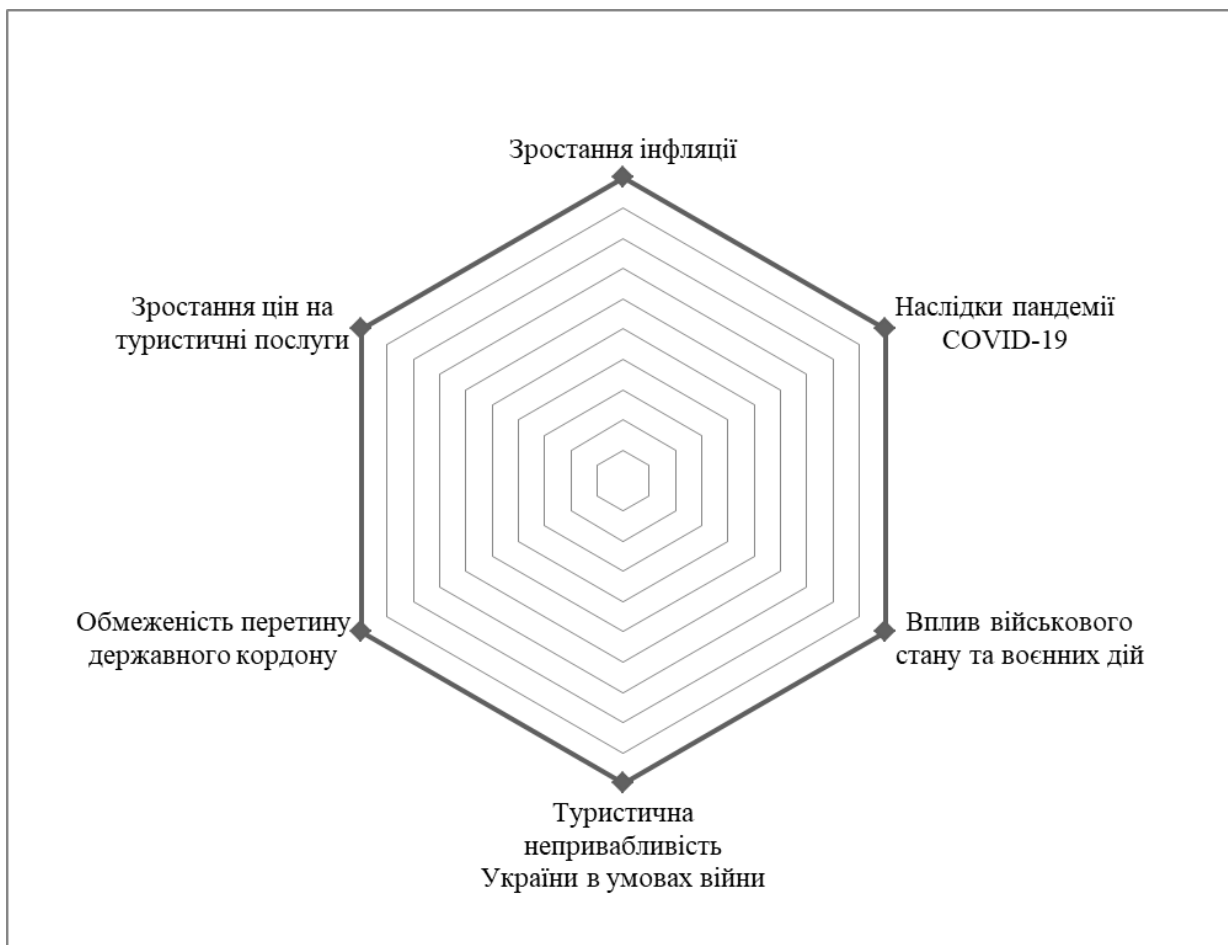 Зростання інфляції
Зростання цін на
туристичні послуги
Наслідки пандемії
COVID-19
Обмеженість перетину
державного кордону
Вплив військового
стану та воєнних дій
Туристична
непривабливість
України в умовах війни